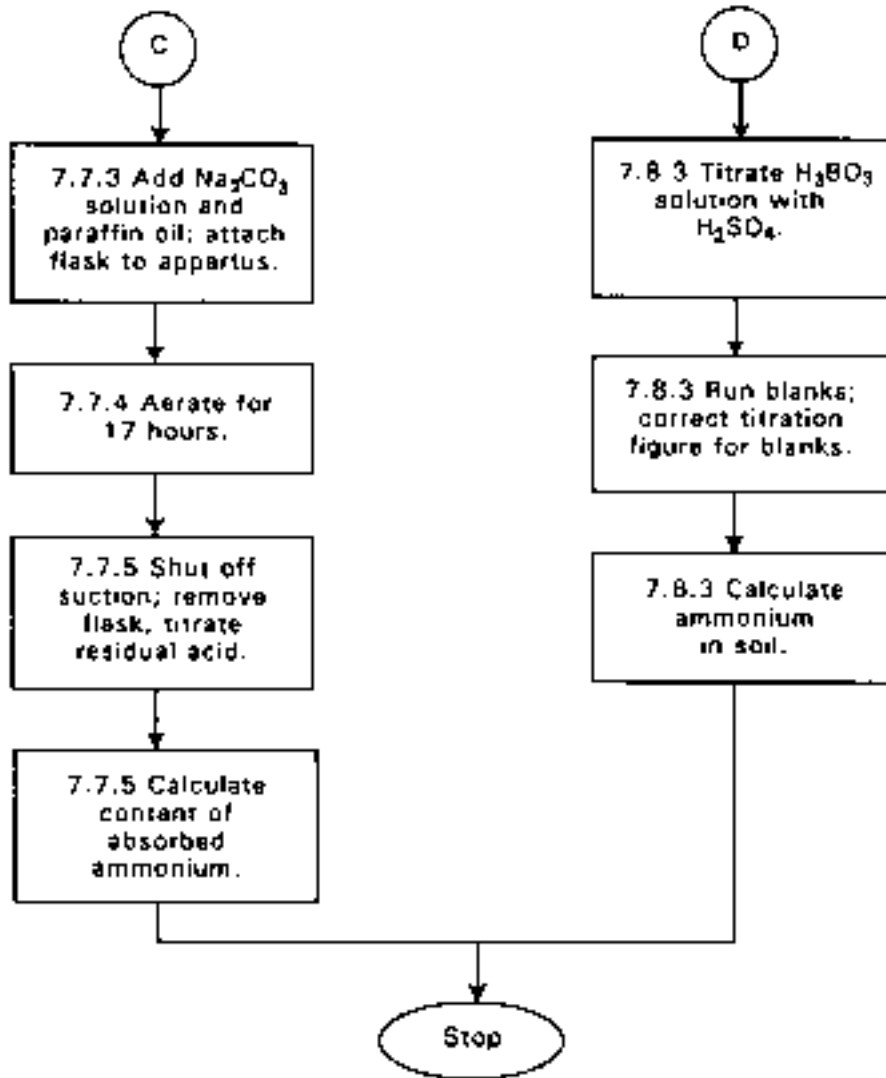 C
7.7.3 Add Na₂CO₃
solution and
paraffin oil; attach
flask to appartus.
7.7.4 Aerate for
17 hours.
7.7.5 Shut off
suction; remove
flask, titrate
residual acid.
7.7.5 Calculate
content of
absorbed
ammonium.
D
7.8 3 Titrate H₃BO₃
solution with
H₂SO₄.
7.8.3 Run blanks;
correct titration
figure for blanks.
7.8.3 Calculate
ammonium
in soil.
Stop